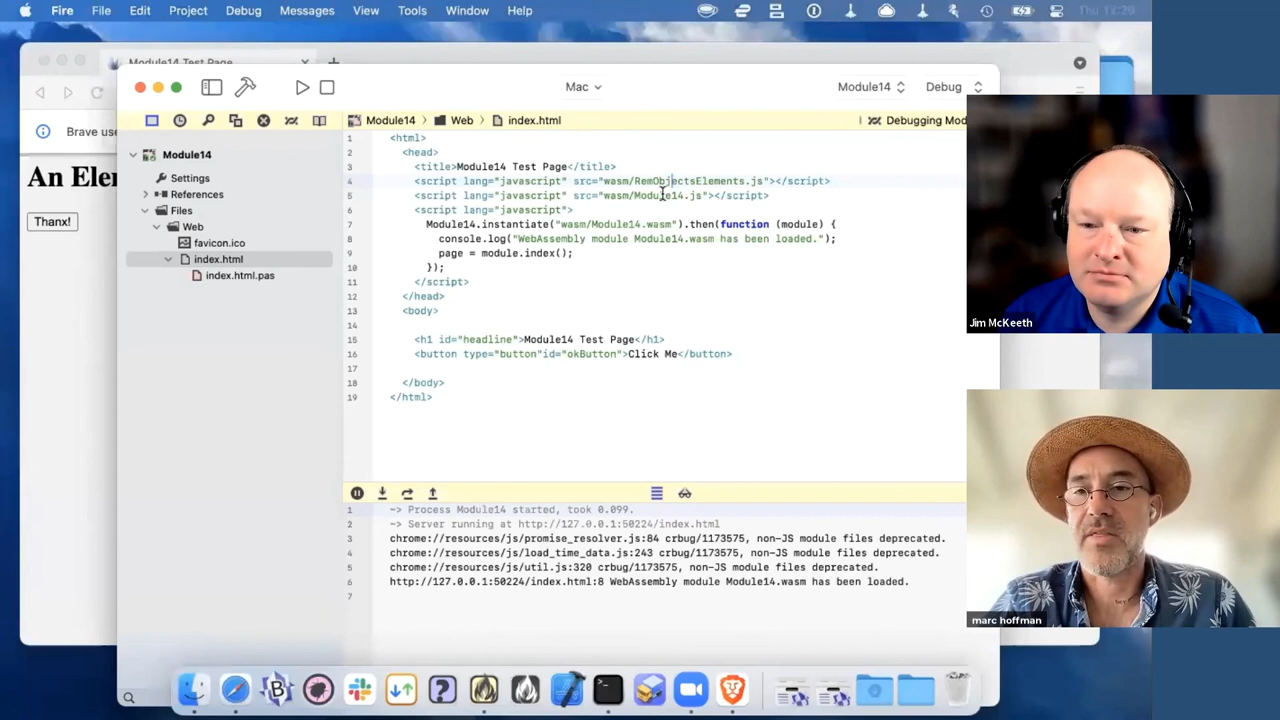 Fire File Edit Project Debug Messages View Tools Window Help Thu 12:29
Module14 Test Page
Mac Module14 Debug
Brave use
Module14 Web index.html Debugging Mod
An Ele
Thank!
Module14
Settings
References
Files
Web
favicon.ico
index.html
index.html.pas
1 <html>
2 <head>
3 <title>Module14 Test Page</title>
4 <script lang="javascript" src="wasm/RemObjectsElements.js"></script>
5 <script lang="javascript" src="wasm/Module14.js"></script>
6 <script lang="javascript">
7 Module14.instantiate("wasm/Module14.wasm").then(function (module) {
8 console.log("WebAssembly module Module14.wasm has been loaded.");
9 page = module.index();
10 });
11 </script>
12 </head>
13 <body>
14
15 <h1 id="headline">Module14 Test Page</h1>
16 <button type="button"id="okButton">Click Me</button>
17
18 </body>
19 </html>
1 ~> Process Module14 started, took 0.099.
2 ~> Server running at http://127.0.0.1:50224/index.html
3 chrome://resources/js/promise_resolver.js:84 crbug/1173575, non-JS module files deprecated.
4 chrome://resources/js/load_time_data.js:243 crbug/1173575, non-JS module files deprecated.
5 chrome://resources/js/util.js:320 crbug/1173575, non-JS module files deprecated.
6 http://127.0.0.1:50224/index.html:8 WebAssembly module Module14.wasm has been loaded.
7
Jim McKeeth
marc hoffman